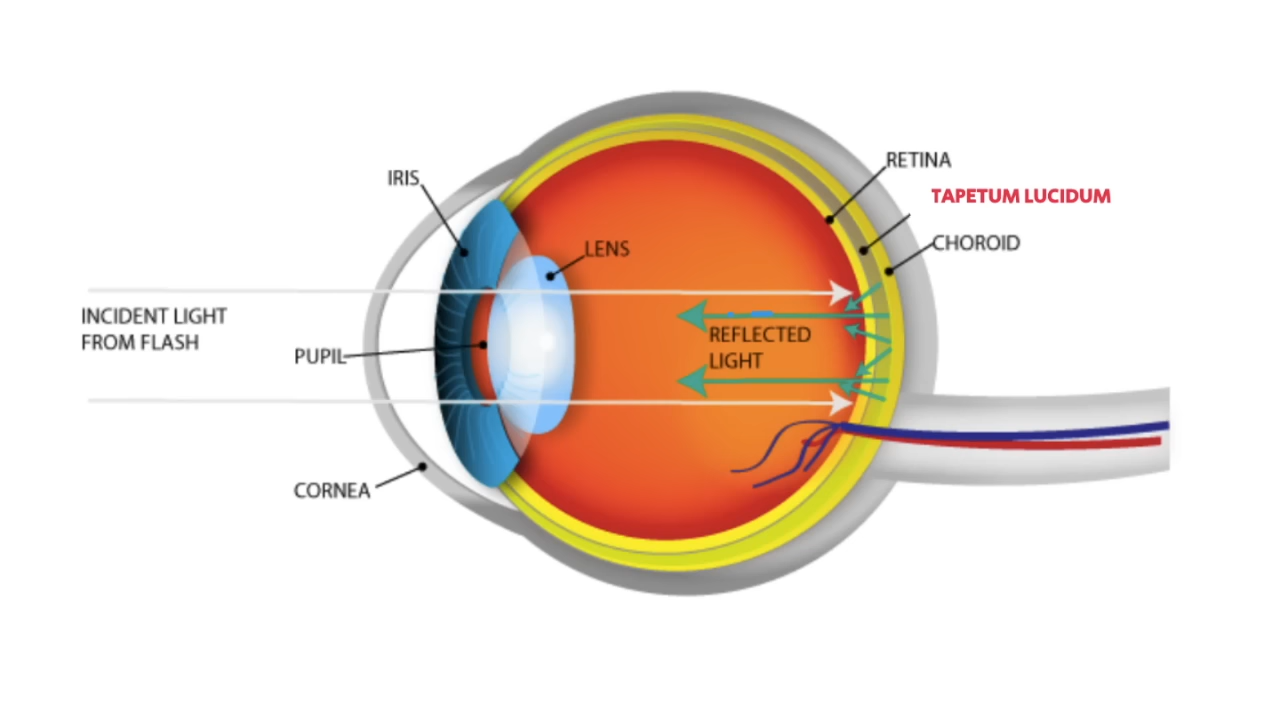 RETINA
IRIS
TAPETUM LUCIDUM
CHOROID
LENS
INCIDENT LIGHT
FROM FLASH
REFLECTED
LIGHT
PUPIL
CORNEA